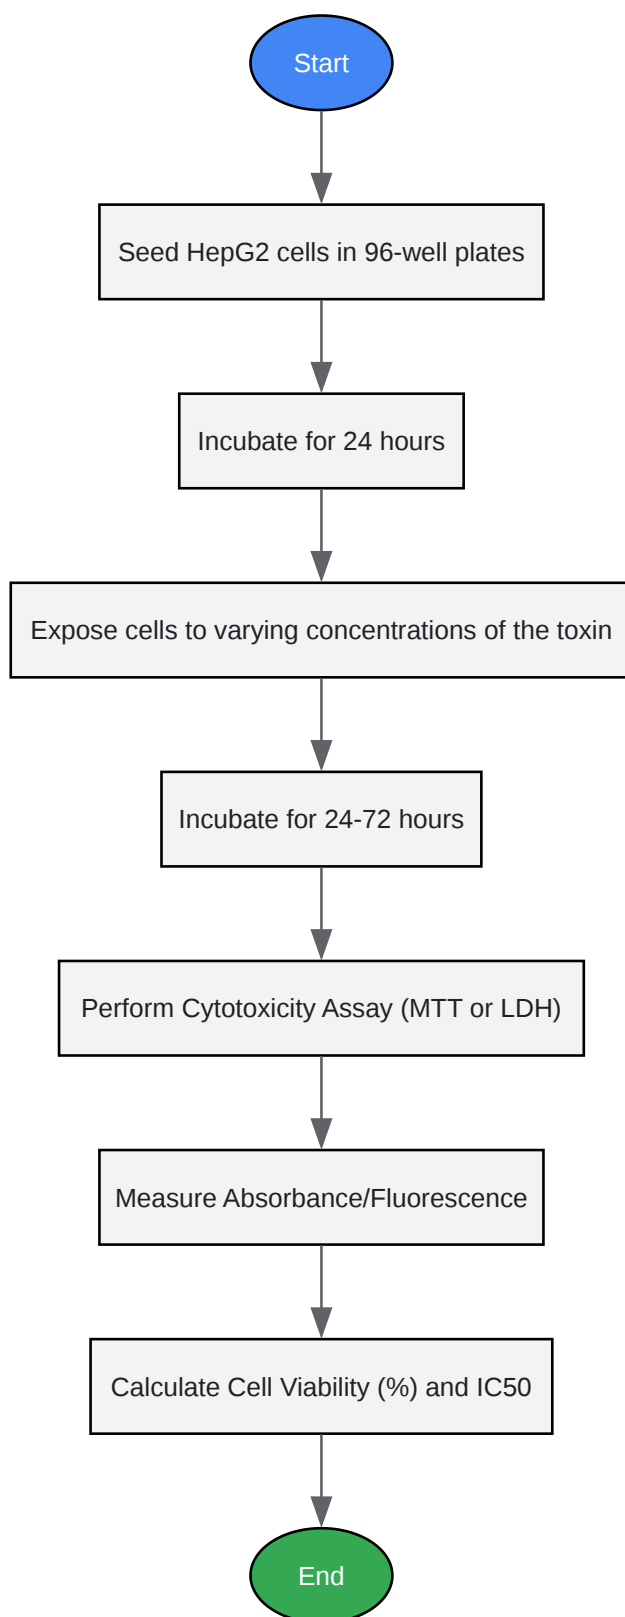 Start
Seed HepG2 cells in 96-well plates
Incubate for 24 hours
Expose cells to varying concentrations of the toxin
Incubate for 24-72 hours
Perform Cytotoxicity Assay (MTT or LDH)
Measure Absorbance/Fluorescence
Calculate Cell Viability (%) and IC50
End